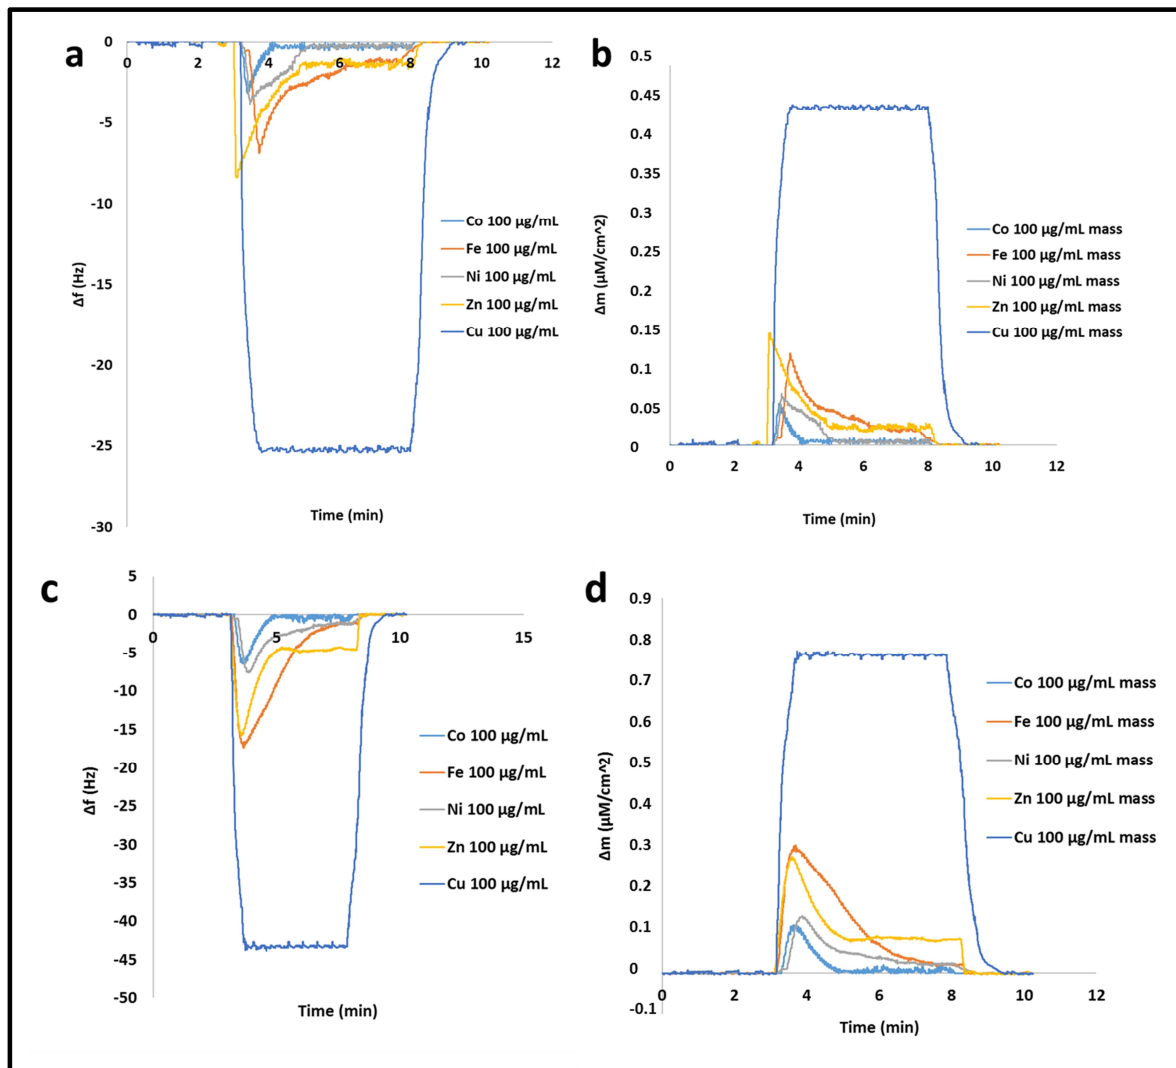 a
0
0 2 4 6 8 10 12
-5
-10
-15
-20
-25
-30
Δf (Hz)
Time (min)
Co 100 µg/mL
Fe 100 µg/mL
Ni 100 µg/mL
Zn 100 µg/mL
Cu 100 µg/mL
b
0.5
0.45
0.4
0.35
0.3
0.25
0.2
0.15
0.1
0.05
0
0 2 4 6 8 10 12
Δm (µM/cm^2)
Time (min)
Co 100 µg/mL mass
Fe 100 µg/mL mass
Ni 100 µg/mL mass
Zn 100 µg/mL mass
Cu 100 µg/mL mass
c
5
0
0 5 10 15
-5
-10
-15
-20
-25
-30
-35
-40
-45
-50
Δf (Hz)
Time (min)
Co 100 µg/mL
Fe 100 µg/mL
Ni 100 µg/mL
Zn 100 µg/mL
Cu 100 µg/mL
d
0.9
0.8
0.7
0.6
0.5
0.4
0.3
0.2
0.1
0
-0.1
0 2 4 6 8 10 12
Δm (µM/cm^2)
Time (min)
Co 100 µg/mL mass
Fe 100 µg/mL mass
Ni 100 µg/mL mass
Zn 100 µg/mL mass
Cu 100 µg/mL mass